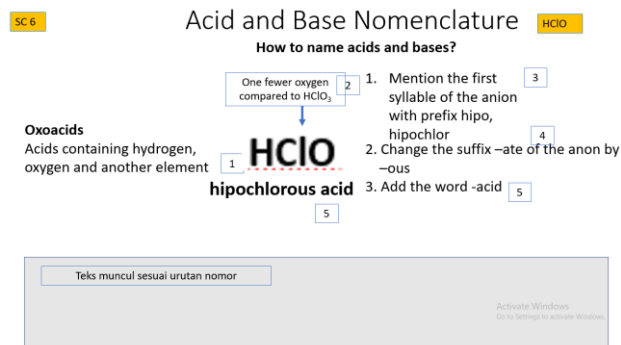 SC 6
Acid and Base Nomenclature
HClO
How to name acids and bases?
One fewer oxygen
compared to HClO₃
2
1. Mention the first
syllable of the anion
with prefix hipo,
hipochlor
3
4
Oxoacids
Acids containing hydrogen,
oxygen and another element
1
HClO
hipochlorous acid
5
2. Change the suffix –ate of the anon by
–ous
3. Add the word -acid
5
Teks muncul sesuai urutan nomor
Activate Windows
Go to Settings to activate Windows.